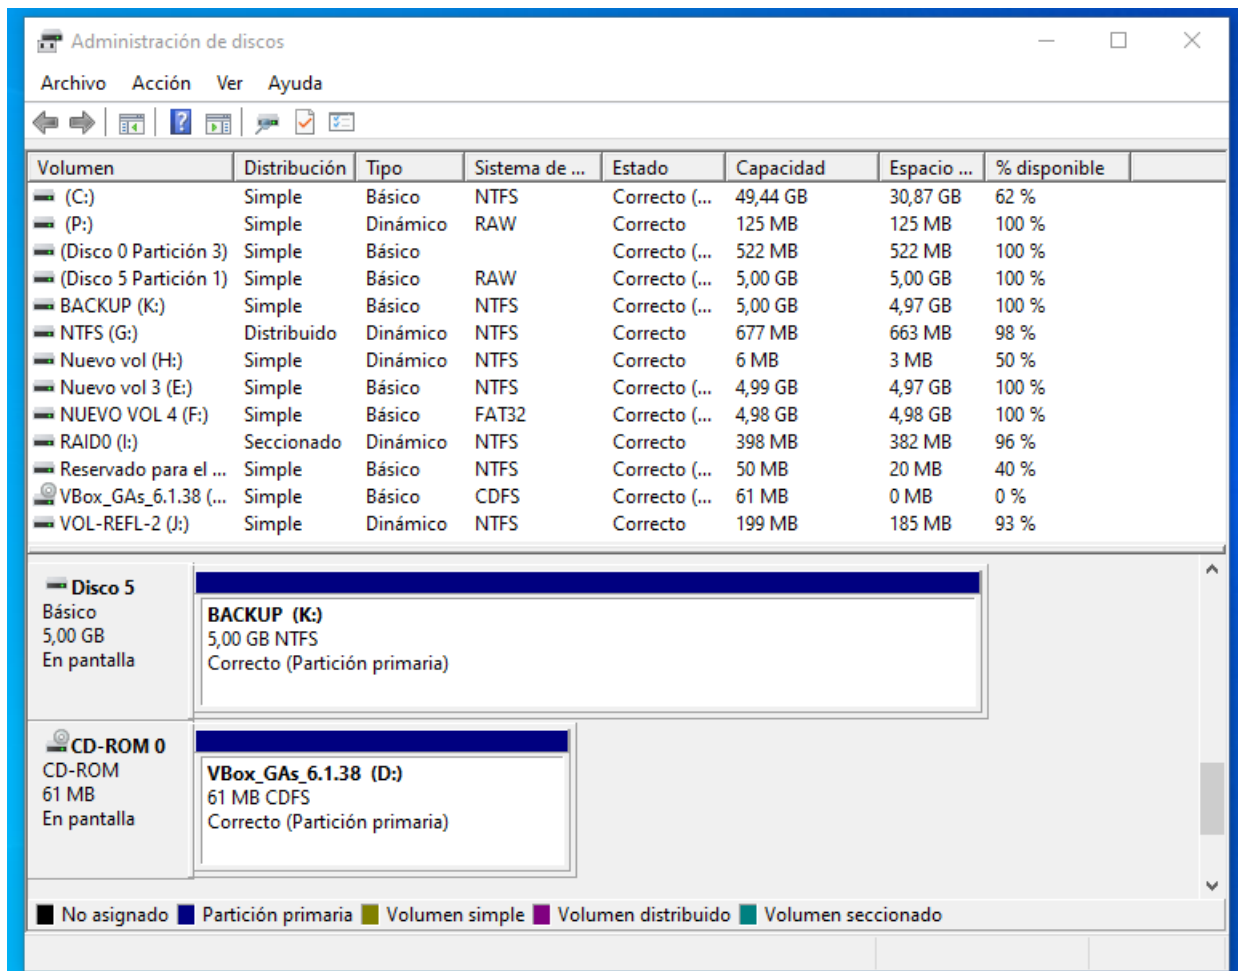 Administración de discos
Archivo Acción Ver Ayuda
Volumen Distribución Tipo Sistema de ... Estado Capacidad Espacio ... % disponible
(C:) Simple Básico NTFS Correcto (... 49,44 GB 30,87 GB 62 %
(P:) Simple Dinámico RAW Correcto 125 MB 125 MB 100 %
(Disco 0 Partición 3) Simple Básico Correcto (... 522 MB 522 MB 100 %
(Disco 5 Partición 1) Simple Básico RAW Correcto (... 5,00 GB 5,00 GB 100 %
BACKUP (K:) Simple Básico NTFS Correcto (... 5,00 GB 4,97 GB 100 %
NTFS (G:) Distribuido Dinámico NTFS Correcto 677 MB 663 MB 98 %
Nuevo vol (H:) Simple Dinámico NTFS Correcto 6 MB 3 MB 50 %
Nuevo vol 3 (E:) Simple Básico NTFS Correcto (... 4,99 GB 4,97 GB 100 %
NUEVO VOL 4 (F:) Simple Básico FAT32 Correcto (... 4,98 GB 4,98 GB 100 %
RAID0 (I:) Seccionado Dinámico NTFS Correcto 398 MB 382 MB 96 %
Reservado para el ... Simple Básico NTFS Correcto (... 50 MB 20 MB 40 %
VBox_GAs_6.1.38 (... Simple Básico CDFS Correcto (... 61 MB 0 MB 0 %
VOL-REFL-2 (J:) Simple Dinámico NTFS Correcto 199 MB 185 MB 93 %
Disco 5
Básico
5,00 GB
En pantalla
BACKUP (K:)
5,00 GB NTFS
Correcto (Partición primaria)
CD-ROM 0
CD-ROM
61 MB
En pantalla
VBox_GAs_6.1.38 (D:)
61 MB CDFS
Correcto (Partición primaria)
No asignado Partición primaria Volumen simple Volumen distribuido Volumen seccionado